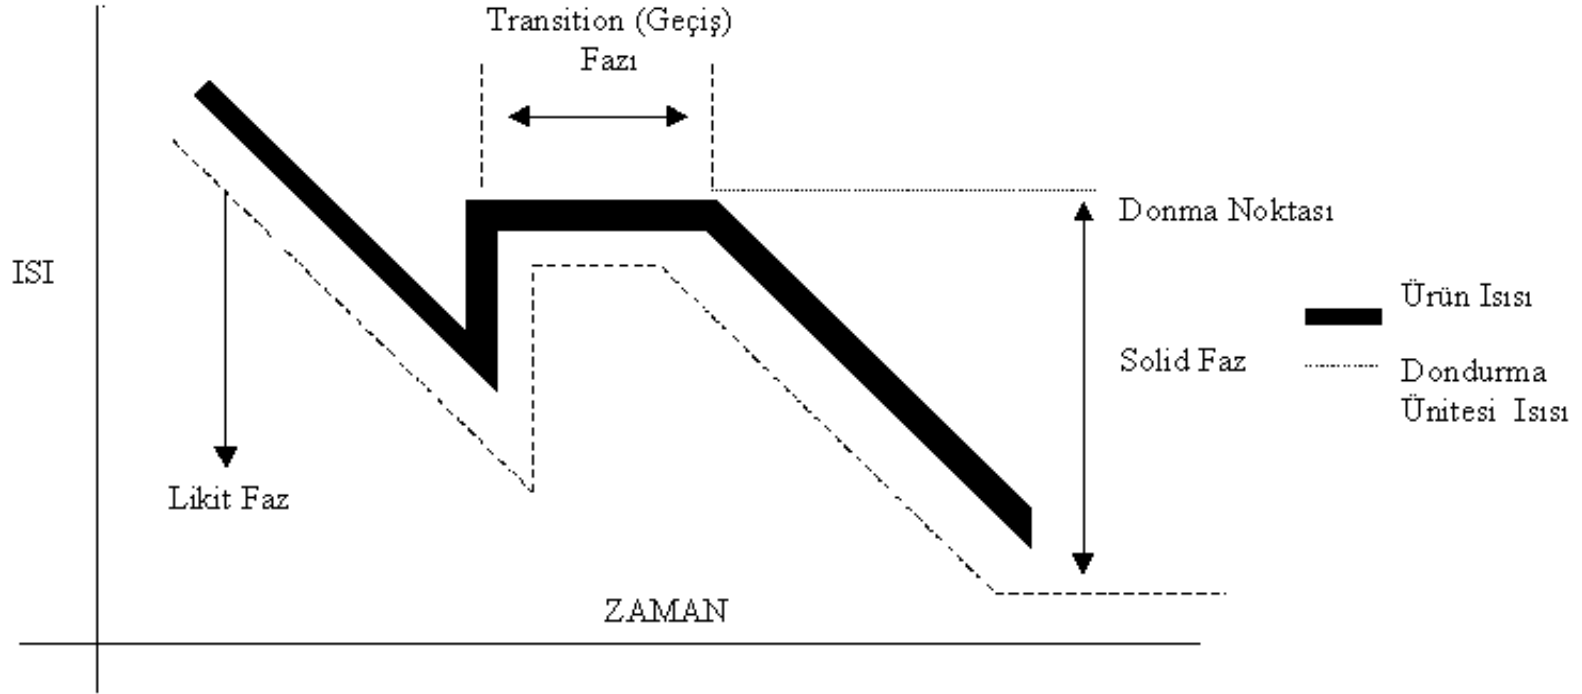 Transition (Geçiş)
Fazı
ISI
Donma Noktası
Ürün Isısı
Solid Faz
Dondurma
Ünitesi Isısı
Likit Faz
ZAMAN